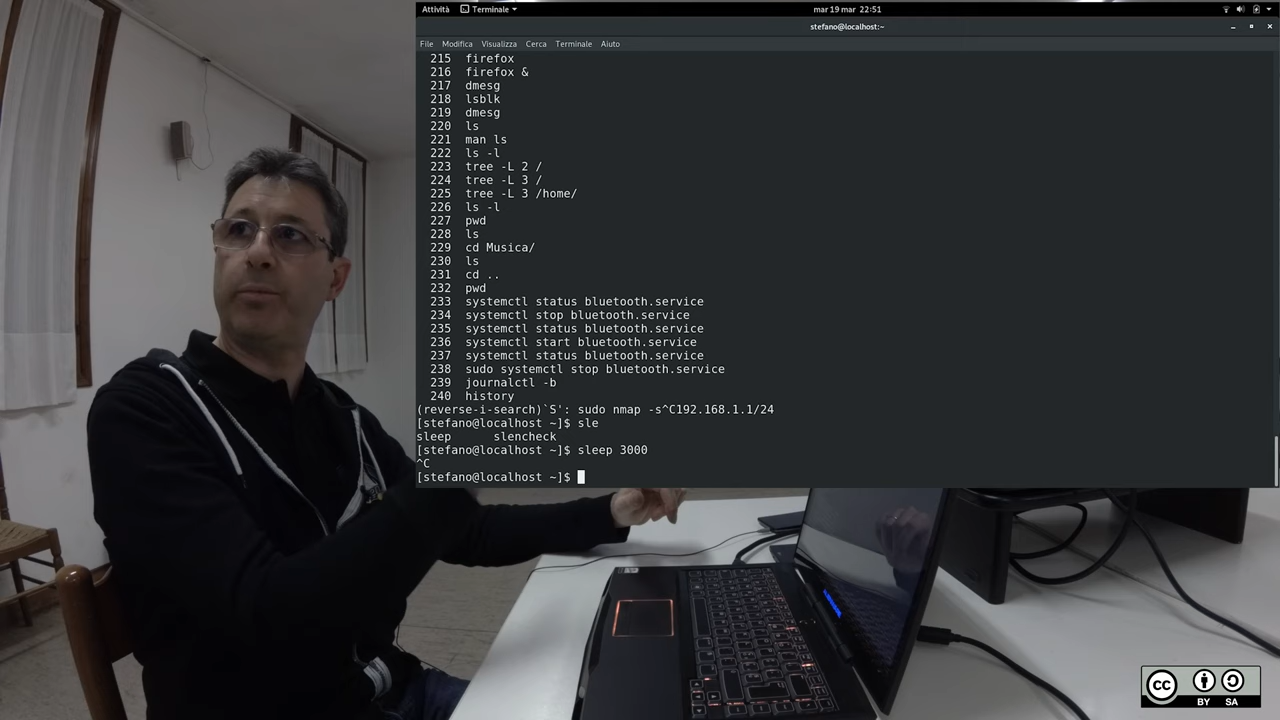 Attività Terminale mar 19 mar 22:51
stefano@localhost:~
File Modifica Visualizza Cerca Terminale Aiuto
215 firefox
216 firefox &
217 dmesg
218 lsblk
219 dmesg
220 ls
221 man ls
222 ls -l
223 tree -L 2 /
224 tree -L 3 /
225 tree -L 3 /home/
226 ls -l
227 pwd
228 ls
229 cd Musica/
230 ls
231 cd ..
232 pwd
233 systemctl status bluetooth.service
234 systemctl stop bluetooth.service
235 systemctl status bluetooth.service
236 systemctl start bluetooth.service
237 systemctl status bluetooth.service
238 sudo systemctl stop bluetooth.service
239 journalctl -b
240 history
(reverse-i-search)`S': sudo nmap -s^C192.168.1.1/24
[stefano@localhost ~]$ sle
sleep slencheck
[stefano@localhost ~]$ sleep 3000
^C
[stefano@localhost ~]$
cc BY SA